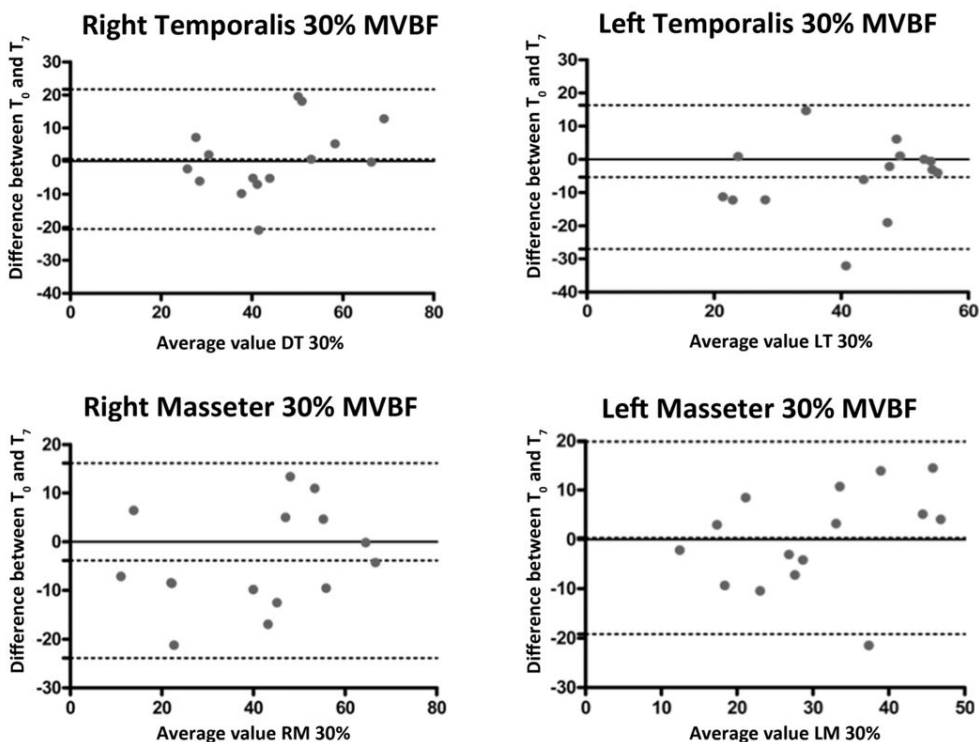 Right Temporalis 30% MVBF
Difference between T₀ and T₇
30
20
10
0
-10
-20
-30
-40
0 20 40 60 80
Average value DT 30%
Left Temporalis 30% MVBF
Difference between T₀ and T₇
30
20
10
0
-10
-20
-30
-40
0 20 40 60
Average value LT 30%
Right Masseter 30% MVBF
Difference between T₀ and T₇
20
10
0
-10
-20
-30
0 20 40 60 80
Average value RM 30%
Left Masseter 30% MVBF
Difference between T₀ and T₇
20
10
0
-10
-20
-30
0 10 20 30 40 50
Average value LM 30%